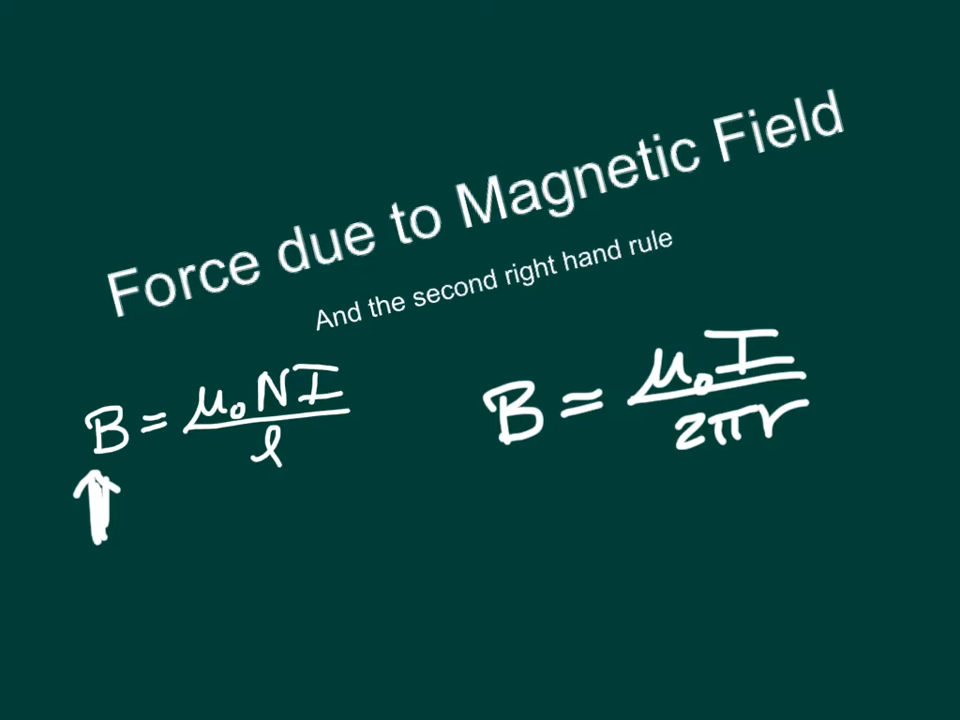 Force due to Magnetic Field
And the second right hand rule
B = μ₀NI / l
B = μ₀I / 2πr